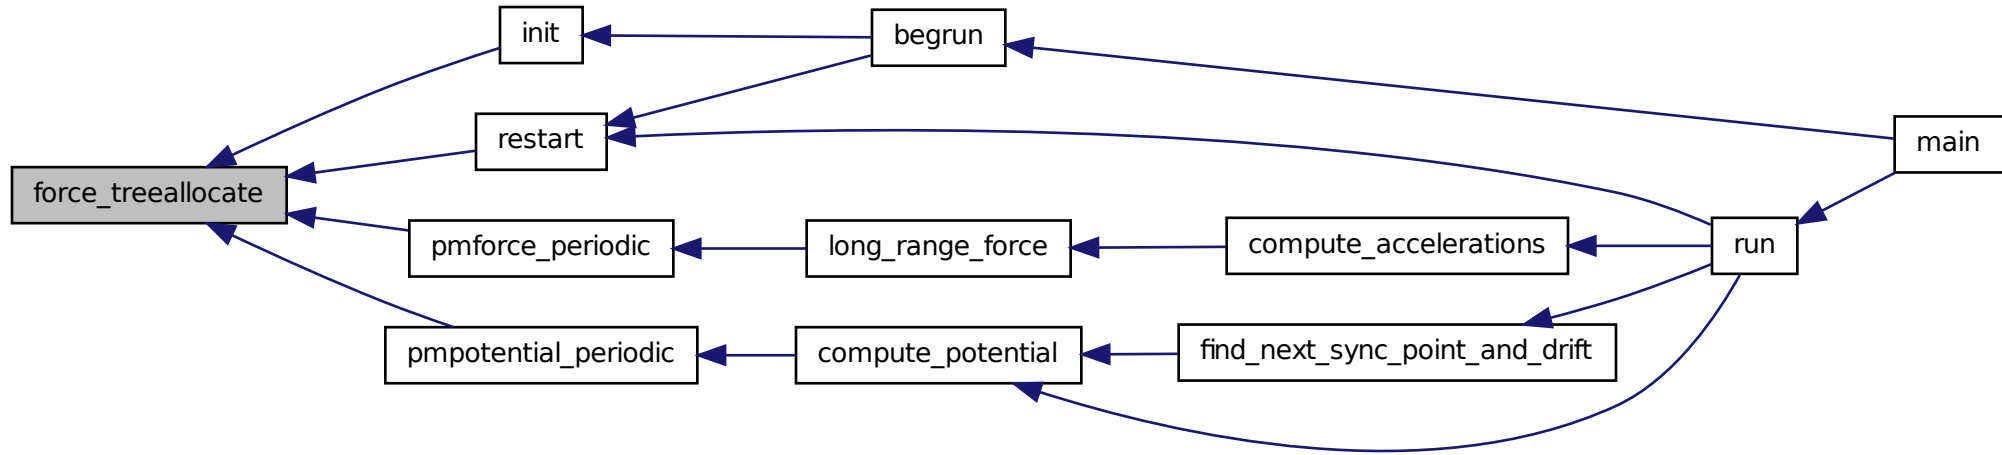 init
begrun
restart
main
force_treeallocate
pmforce_periodic
long_range_force
compute_accelerations
run
pmpotential_periodic
compute_potential
find_next_sync_point_and_drift